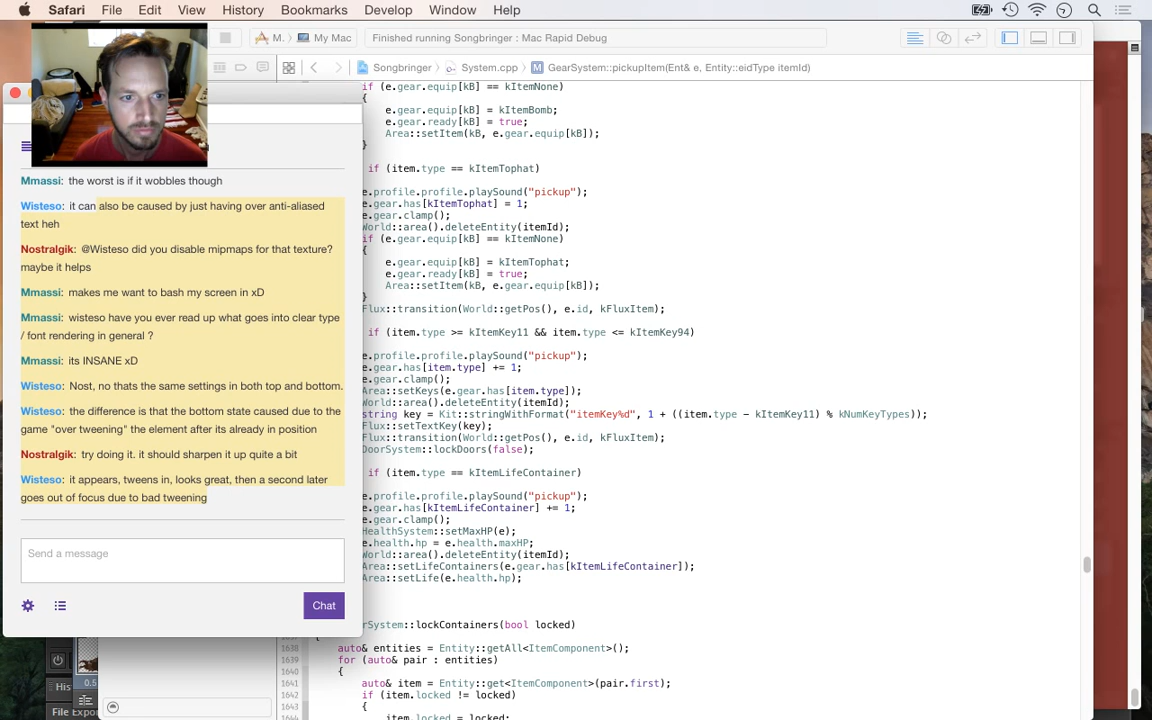 Safari File Edit View History Bookmarks Develop Window Help
M. My Mac Finished running Songbringer : Mac Rapid Debug
Songbringer System.cpp M GearSystem::pickupItem(Ent& e, Entity::eidType itemId)
Mmassi: the worst is if it wobbles though
Wisteso: it can also be caused by just having over anti-aliased
text heh
Nostralgik: @Wisteso did you disable mipmaps for that texture?
maybe it helps
Mmassi: makes me want to bash my screen in xD
Mmassi: wisteso have you ever read up what goes into clear type
/ font rendering in general ?
Mmassi: its INSANE xD
Wisteso: Nost, no thats the same settings in both top and bottom.
Wisteso: the difference is that the bottom state caused due to the
game "over tweening" the element after its already in position
Nostralgik: try doing it. it should sharpen it up quite a bit
Wisteso: it appears, tweens in, looks great, then a second later
goes out of focus due to bad tweening
Send a message
Chat
if (e.gear.equip[kB] == kItemNone)
{
e.gear.equip[kB] = kItemBomb;
e.gear.ready[kB] = true;
Area::setItem(kB, e.gear.equip[kB]);
}
if (item.type == kItemTophat)
e.profile.profile.playSound("pickup");
e.gear.has[kItemTophat] = 1;
e.gear.clamp();
World::area().deleteEntity(itemId);
if (e.gear.equip[kB] == kItemNone)
{
e.gear.equip[kB] = kItemTophat;
e.gear.ready[kB] = true;
Area::setItem(kB, e.gear.equip[kB]);
}
Flux::transition(World::getPos(), e.id, kFluxItem);
if (item.type >= kItemKey11 && item.type <= kItemKey94)
e.profile.profile.playSound("pickup");
e.gear.has[item.type] += 1;
e.gear.clamp();
Area::setKeys(e.gear.has[item.type]);
World::area().deleteEntity(itemId);
string key = Kit::stringWithFormat("itemKey%d", 1 + ((item.type - kItemKey11) % kNumKeyTypes));
Flux::setTextKey(key);
Flux::transition(World::getPos(), e.id, kFluxItem);
DoorSystem::lockDoors(false);
if (item.type == kItemLifeContainer)
e.profile.profile.playSound("pickup");
e.gear.has[kItemLifeContainer] += 1;
e.gear.clamp();
HealthSystem::setMaxHP(e);
e.health.hp = e.health.maxHP;
World::area().deleteEntity(itemId);
Area::setLifeContainers(e.gear.has[kItemLifeContainer]);
Area::setLife(e.health.hp);
rSystem::lockContainers(bool locked)
{
1638 auto& entities = Entity::getAll<ItemComponent>();
1639 for (auto& pair : entities)
1640 {
1641 auto& item = Entity::get<ItemComponent>(pair.first);
1642 if (item.locked != locked)
1643 {
1644 item.locked = locked;
0.5
His
File Export